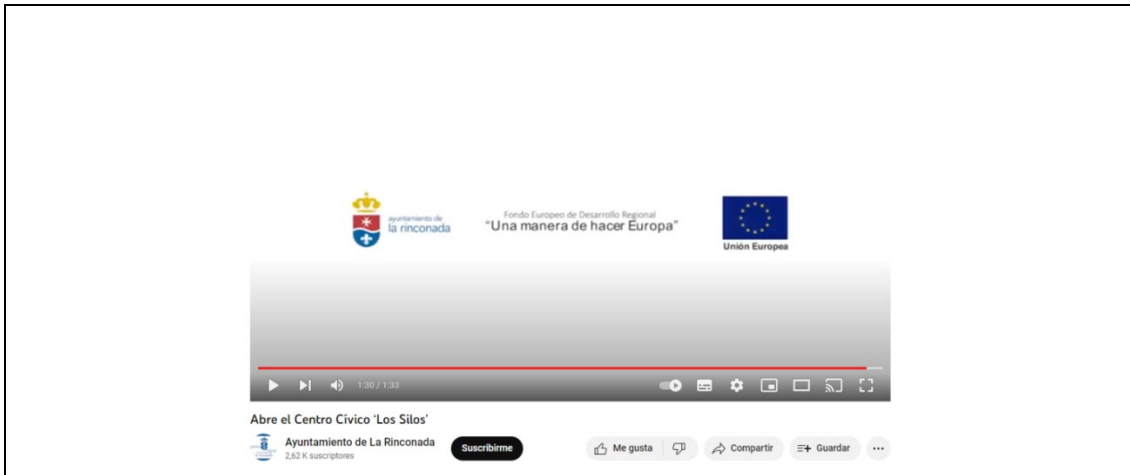 ayuntamiento de
la rinconada
Fondo Europeo de Desarrollo Regional
"Una manera de hacer Europa"
Unión Europea
1:30 / 1:33
Abre el Centro Cívico 'Los Silos'
Ayuntamiento de La Rinconada
2,62 K suscriptores
Suscribirme
Me gusta
Compartir
Guardar